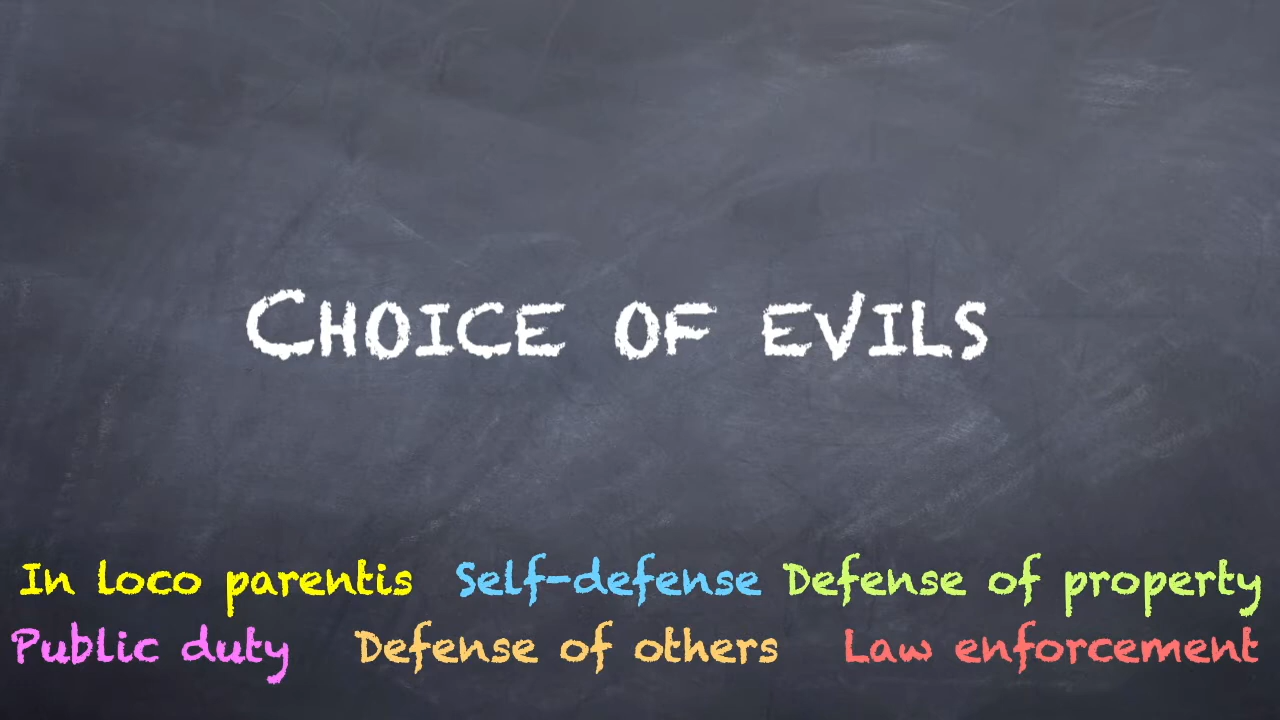 CHOICE OF EVILS
In loco parentis Self-defense Defense of property
Public duty Defense of others Law enforcement